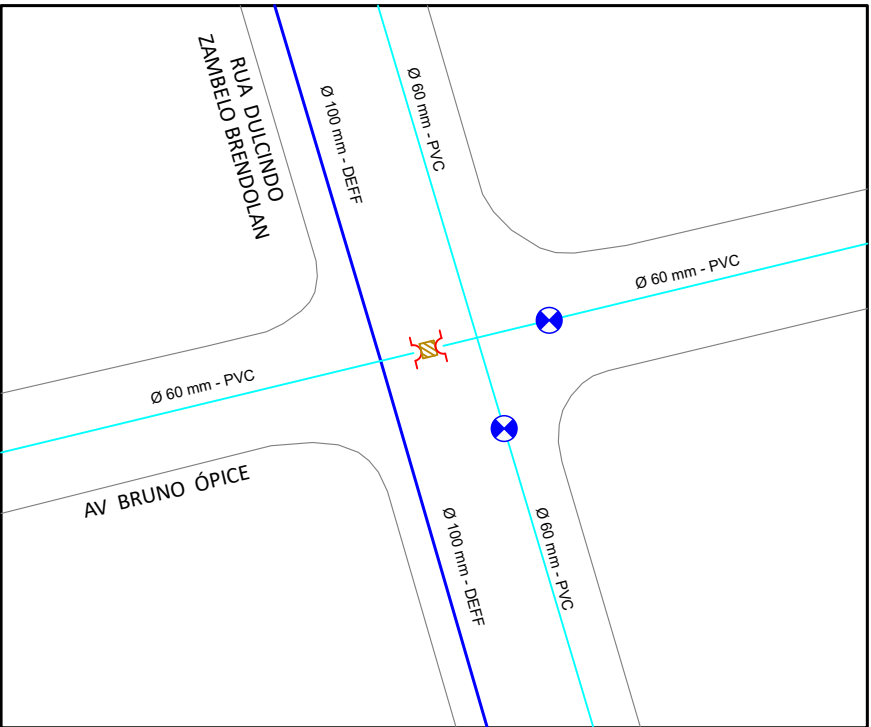 RUA DULCINDO
ZAMBELO BRENDOLAN
Ø 100 mm - DEFF
Ø 60 mm - PVC
Ø 60 mm - PVC
Ø 60 mm - PVC
AV BRUNO ÓPICE
Ø 100 mm - DEFF
Ø 60 mm - PVC